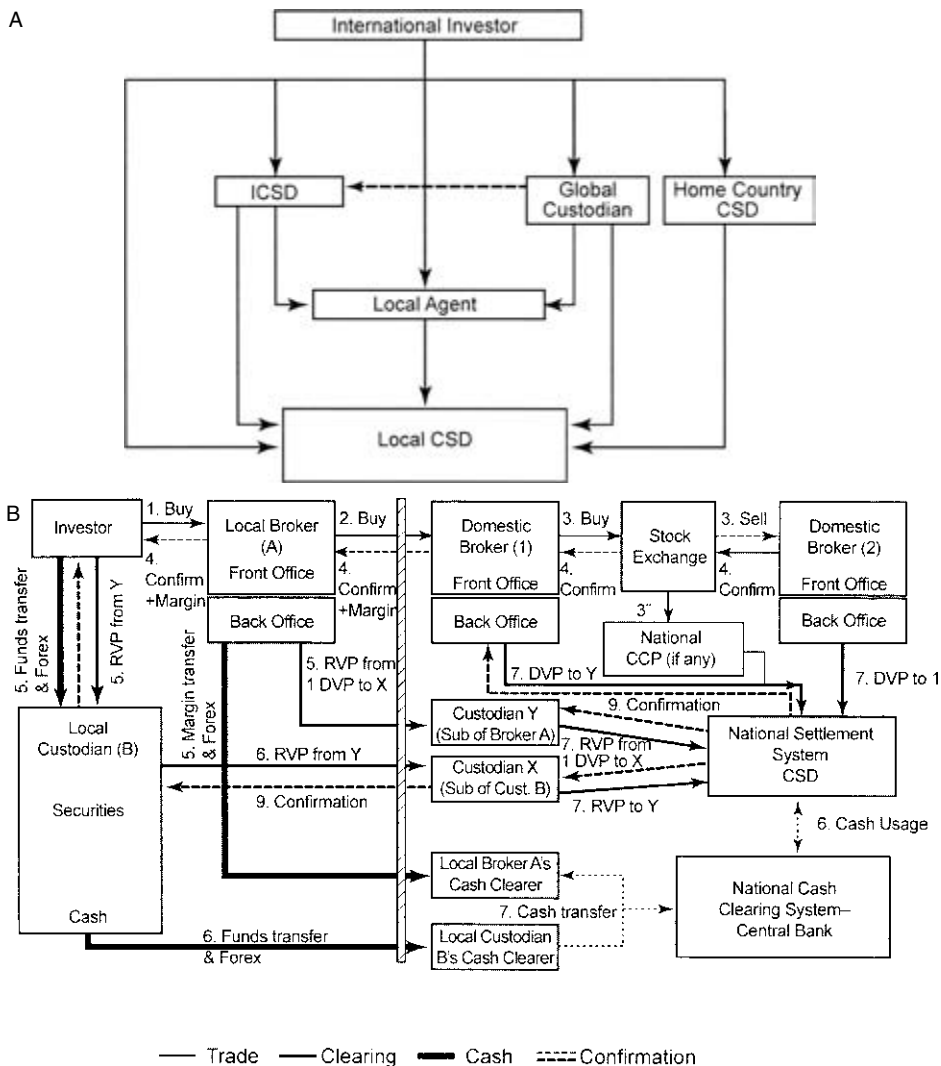 A
International Investor
ICSD
Global
Custodian
Home Country
CSD
Local Agent
Local CSD
B
Investor
1. Buy
4.
Confirm
+Margin
Local Broker
(A)
Front Office
Back Office
2. Buy
4.
Confirm
+Margin
Domestic
Broker (1)
Front Office
Back Office
3. Buy
4.
Confirm
Stock
Exchange
3. Sell
4.
Confirm
Domestic
Broker (2)
Front Office
Back Office
3"
National
CCP (if any)
5. Funds transfer
& Forex
5. RVP from Y
5. Margin transfer
& Forex
5. RVP from
1 DVP to X
7. DVP to Y
7. DVP to 1
9. Confirmation
Local
Custodian (B)
Securities
Cash
Custodian Y
(Sub of Broker A)
7. RVP from
1 DVP to X
National Settlement
System
CSD
6. RVP from Y
Custodian X
(Sub of Cust. B)
9. Confirmation
7. RVP to Y
6. Cash Usage
Local Broker A's
Cash Clearer
7. Cash transfer
National Cash
Clearing System–
Central Bank
6. Funds transfer
& Forex
Local Custodian
B's Cash Clearer
Trade
Clearing
Cash
Confirmation